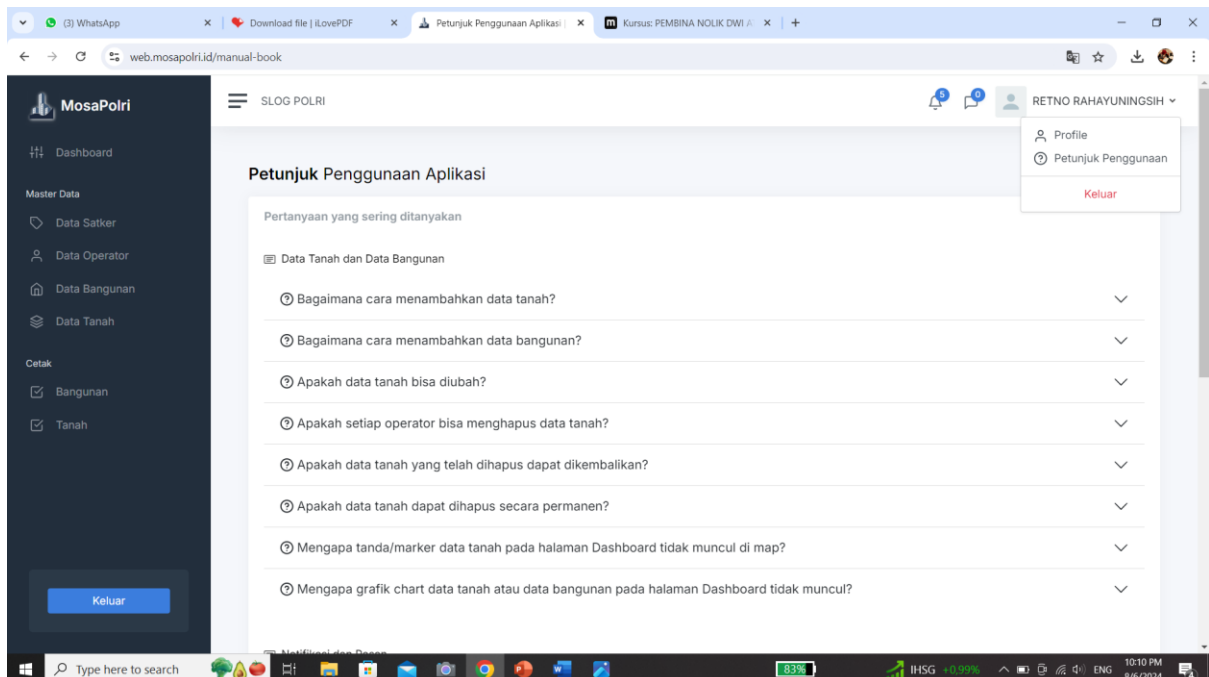 (3) WhatsApp
Download file | iLovePDF
Petunjuk Penggunaan Aplikasi |
Kursus: PEMBINA NOLIK DWI A
web.mosapolri.id/manual-book
MosaPolri
SLOG POLRI
5
0
RETNO RAHAYUNINGSIH
Profile
Petunjuk Penggunaan
Keluar
Dashboard
Master Data
Data Satker
Data Operator
Data Bangunan
Data Tanah
Cetak
Bangunan
Tanah
Keluar
Petunjuk Penggunaan Aplikasi
Pertanyaan yang sering ditanyakan
Data Tanah dan Data Bangunan
Bagaimana cara menambahkan data tanah?
Bagaimana cara menambahkan data bangunan?
Apakah data tanah bisa diubah?
Apakah setiap operator bisa menghapus data tanah?
Apakah data tanah yang telah dihapus dapat dikembalikan?
Apakah data tanah dapat dihapus secara permanen?
Mengapa tanda/marker data tanah pada halaman Dashboard tidak muncul di map?
Mengapa grafik chart data tanah atau data bangunan pada halaman Dashboard tidak muncul?
Notifikasi dan Pesan
Type here to search
83%
IHSG +0,99%
ENG
10:10 PM
8/6/2024